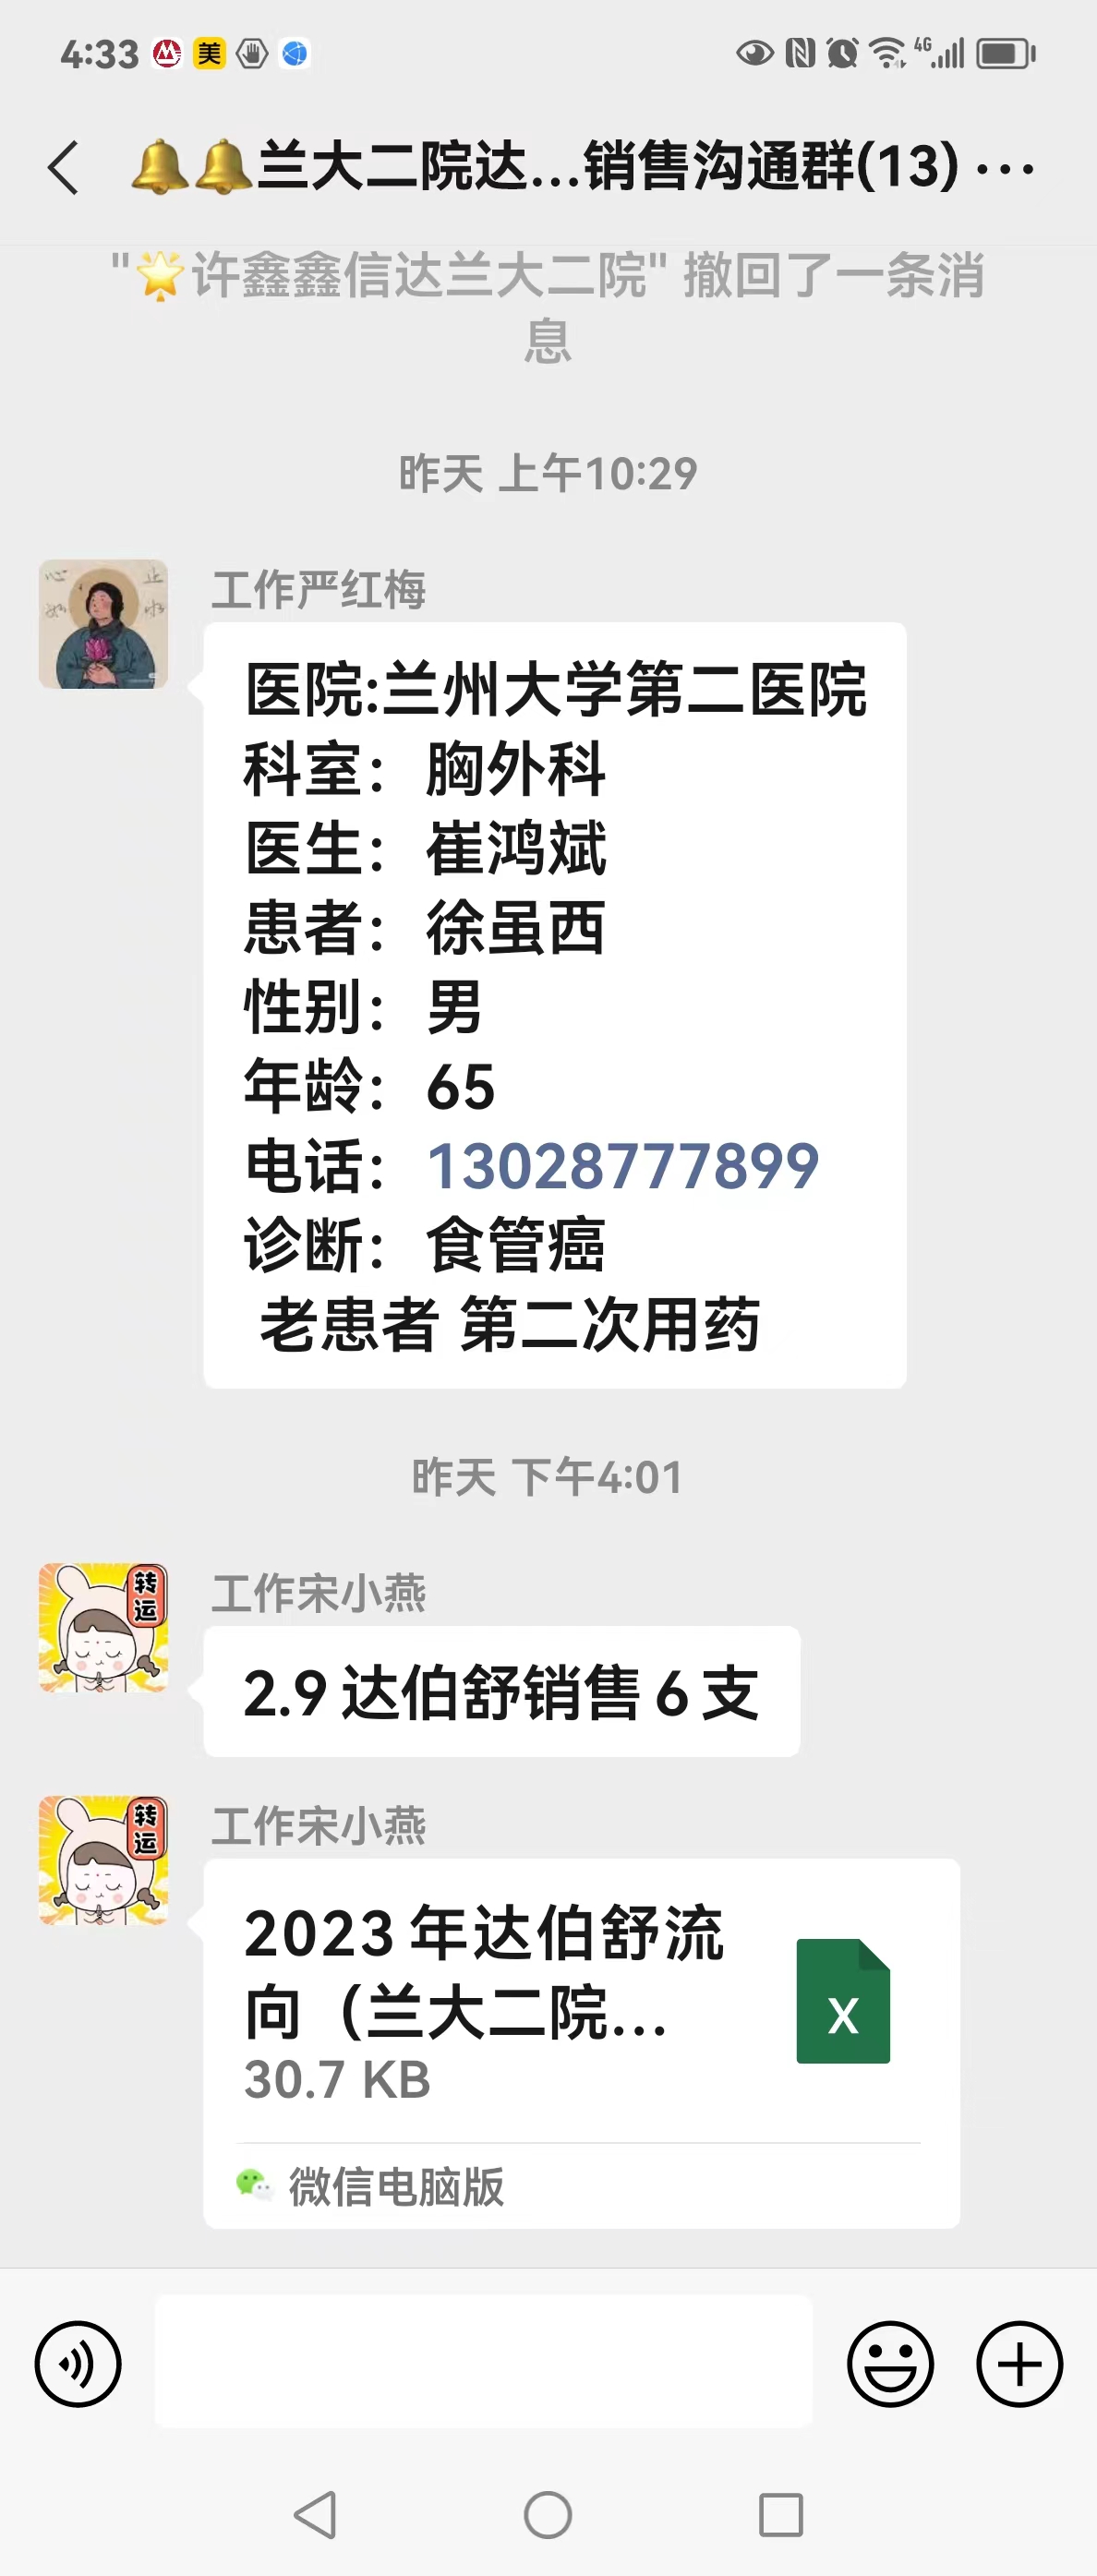 4:33 美 4G
兰大二院达...销售沟通群(13)
"许鑫鑫信达兰大二院" 撤回了一条消
息
昨天 上午10:29
工作严红梅
医院:兰州大学第二医院
科室：胸外科
医生：崔鸿斌
患者：徐虽西
性别：男
年龄：65
电话：13028777899
诊断：食管癌
老患者 第二次用药
昨天 下午4:01
转运
工作宋小燕
2.9达伯舒销售6支
转运
工作宋小燕
2023年达伯舒流
向（兰大二院...
X
30.7 KB
微信电脑版